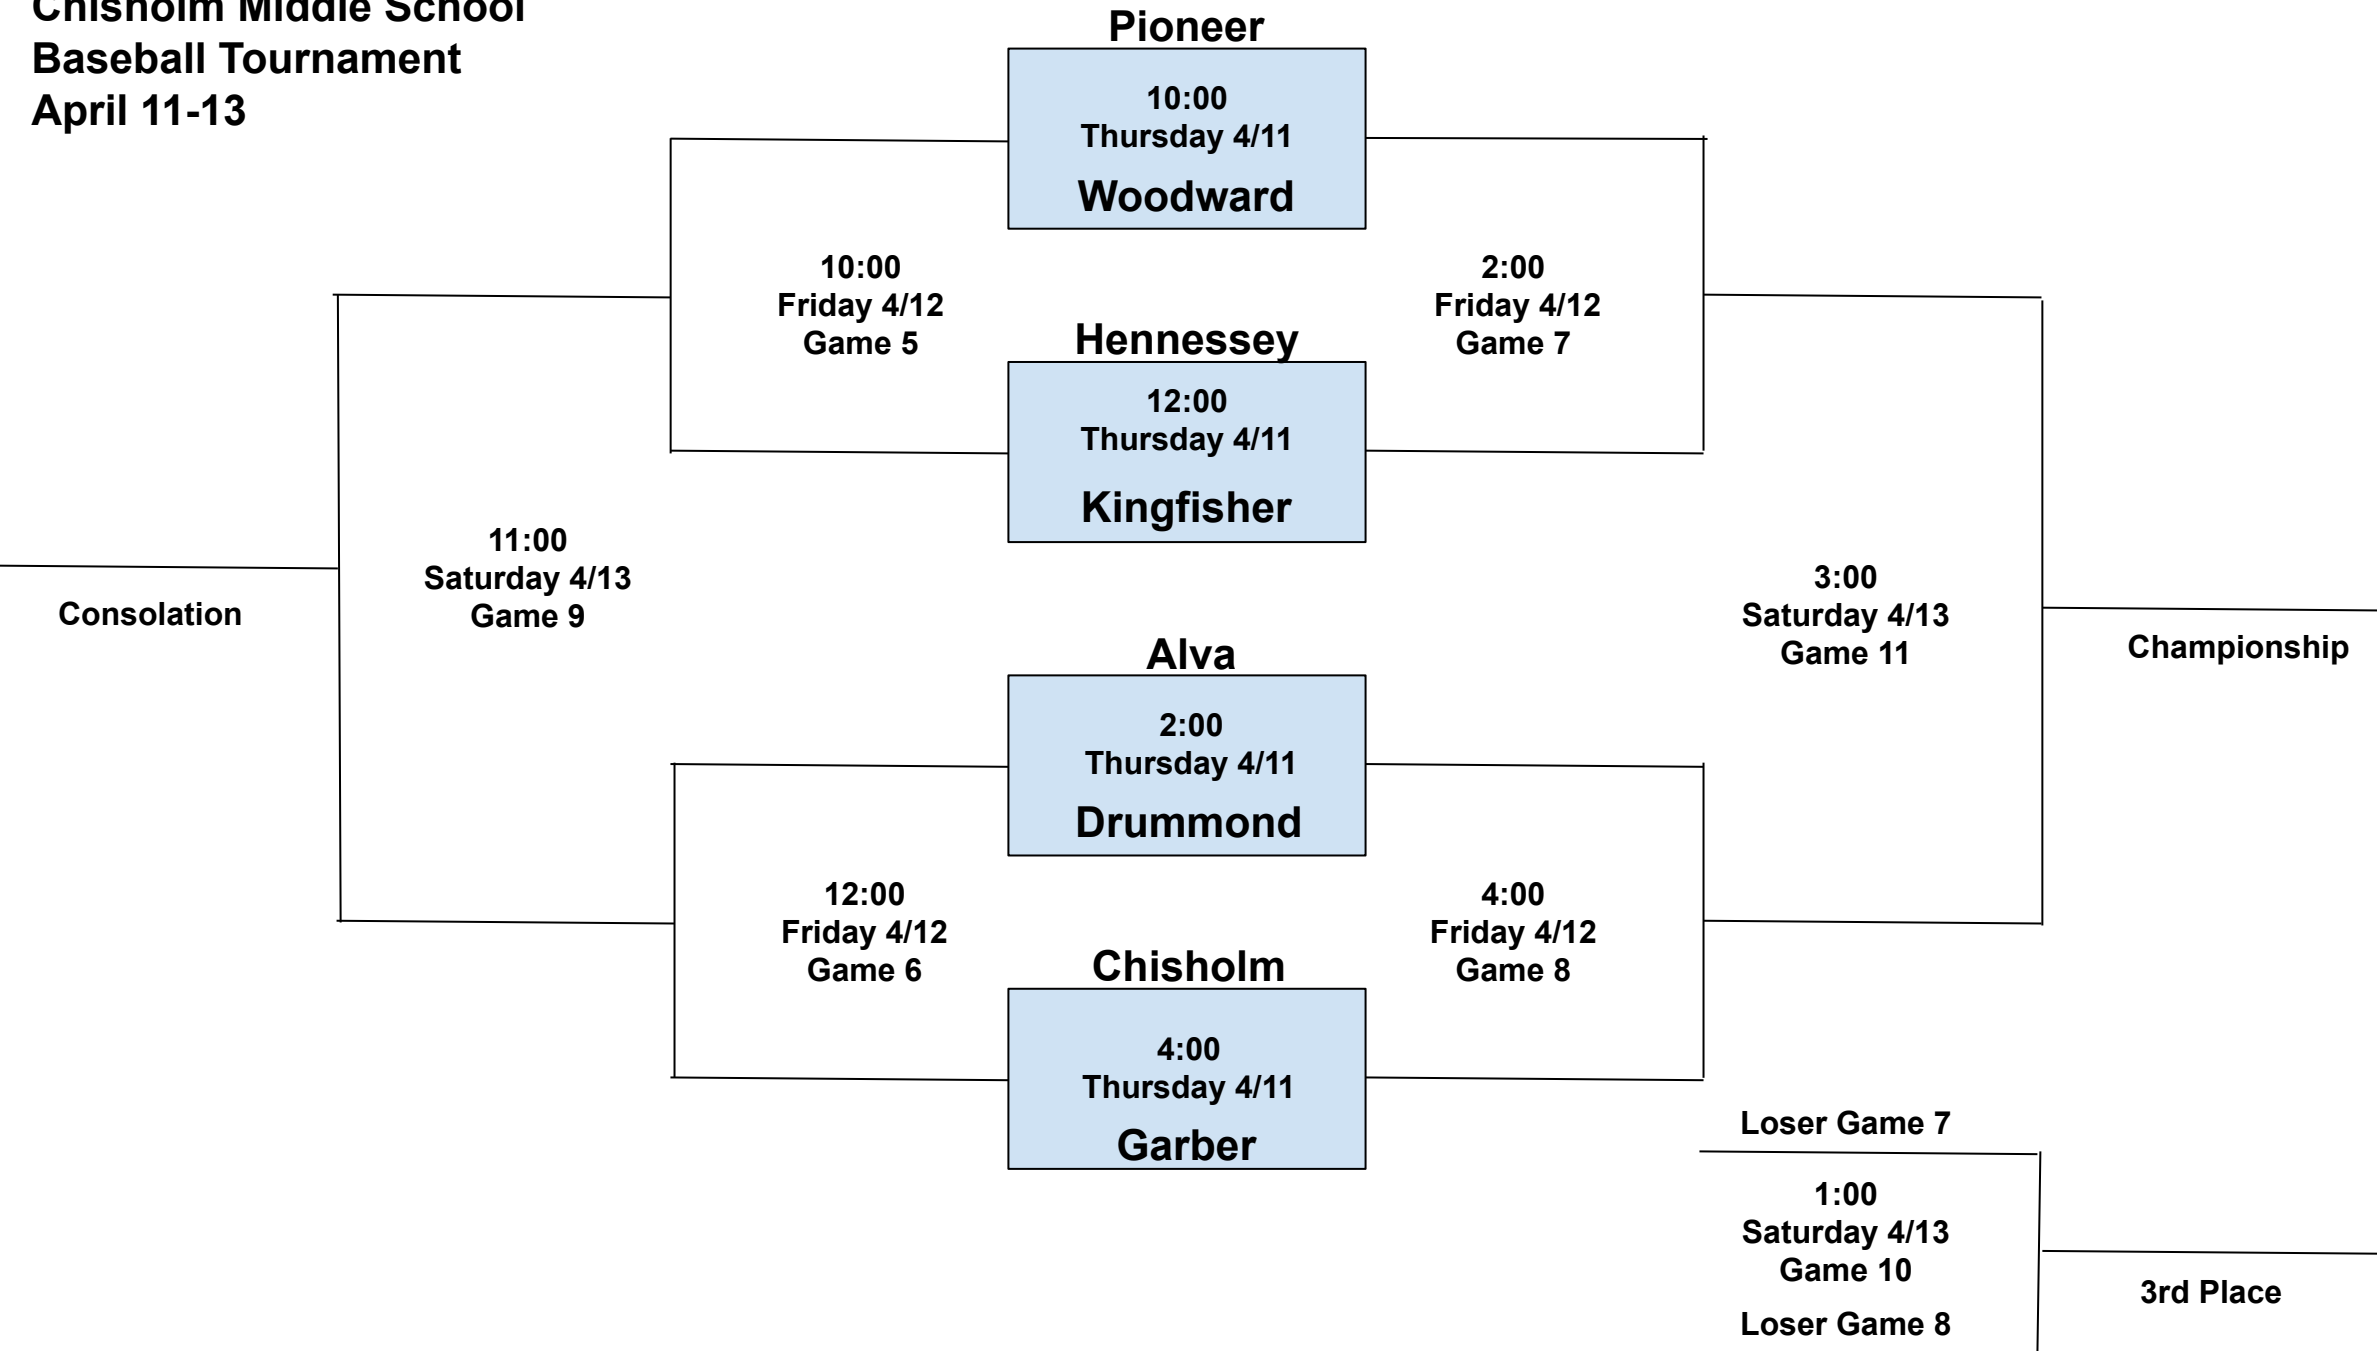 Chisholm Middle School
Baseball Tournament
April 11-13
Pioneer
10:00
Thursday 4/11
Woodward
10:00
Friday 4/12
Game 5
2:00
Friday 4/12
Game 7
Hennessey
12:00
Thursday 4/11
Kingfisher
11:00
Saturday 4/13
Game 9
Consolation
3:00
Saturday 4/13
Game 11
Championship
Alva
2:00
Thursday 4/11
Drummond
12:00
Friday 4/12
Game 6
4:00
Friday 4/12
Game 8
Chisholm
4:00
Thursday 4/11
Garber
Loser Game 7
1:00
Saturday 4/13
Game 10
Loser Game 8
3rd Place